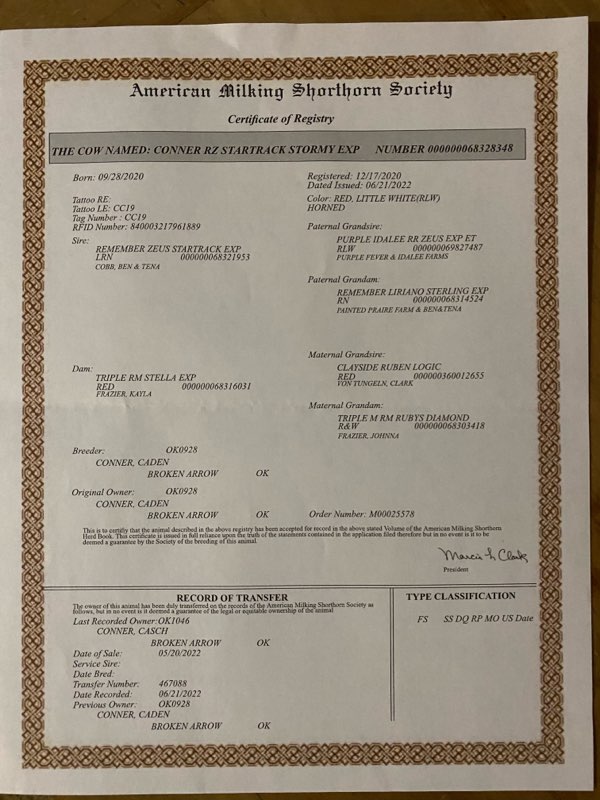 American Milking Shorthorn Society
Certificate of Registry
THE COW NAMED: CONNER RZ STARTRACK STORMY EXP NUMBER 000000068328348
Born: 09/28/2020
Registered: 12/17/2020
Dated Issued: 06/21/2022
Tattoo RE:
Color: RED, LITTLE WHITE(RLW)
Tattoo LE: CC19
HORNED
Tag Number : CC19
RFID Number: 840003217961889
Paternal Grandsire:
Sire:
PURPLE IDALEE RR ZEUS EXP ET
REMEMBER ZEUS STARTRACK EXP
RLW 000000069827487
LRN 000000068321953
PURPLE FEVER & IDALEE FARMS
COBB, BEN & TENA
Paternal Grandam:
REMEMBER LIRIANO STERLING EXP
RN 000000068314524
PAINTED PRAIRE FARM & BEN&TENA
Maternal Grandsire:
Dam:
CLAYSIDE RUBEN LOGIC
TRIPLE RM STELLA EXP
RED 000000360012655
RED 000000068316031
VON TUNGELN, CLARK
FRAZIER, KAYLA
Maternal Grandam:
TRIPLE M RM RUBYS DIAMOND
R&W 000000068303418
FRAZIER, JOHNNA
Breeder: OK0928
CONNER, CADEN
BROKEN ARROW OK
Original Owner: OK0928
CONNER, CADEN
BROKEN ARROW OK Order Number: M00025578
This is to certify that the animal described in the above registry has been accepted for record in the above stated Volume of the American Milking Shorthorn
Herd Book. This certificate is issued in full reliance upon the truth of the statements contained in the application filed therefore but in no event is it to be
deemed a guarantee by the Society of the breeding of this animal.
President
RECORD OF TRANSFER
The owner of this animal has been duly transferred on the records of the American Milking Shorthorn Society as
follows, but in no event is it deemed a guarantee of the legal or equitable ownership of the animal
Last Recorded Owner:OK1046
CONNER, CASCH
BROKEN ARROW OK
Date of Sale: 05/20/2022
Service Sire:
Date Bred:
Transfer Number: 467088
Date Recorded: 06/21/2022
Previous Owner: OK0928
CONNER, CADEN
BROKEN ARROW OK
TYPE CLASSIFICATION
FS SS DQ RP MO US Date